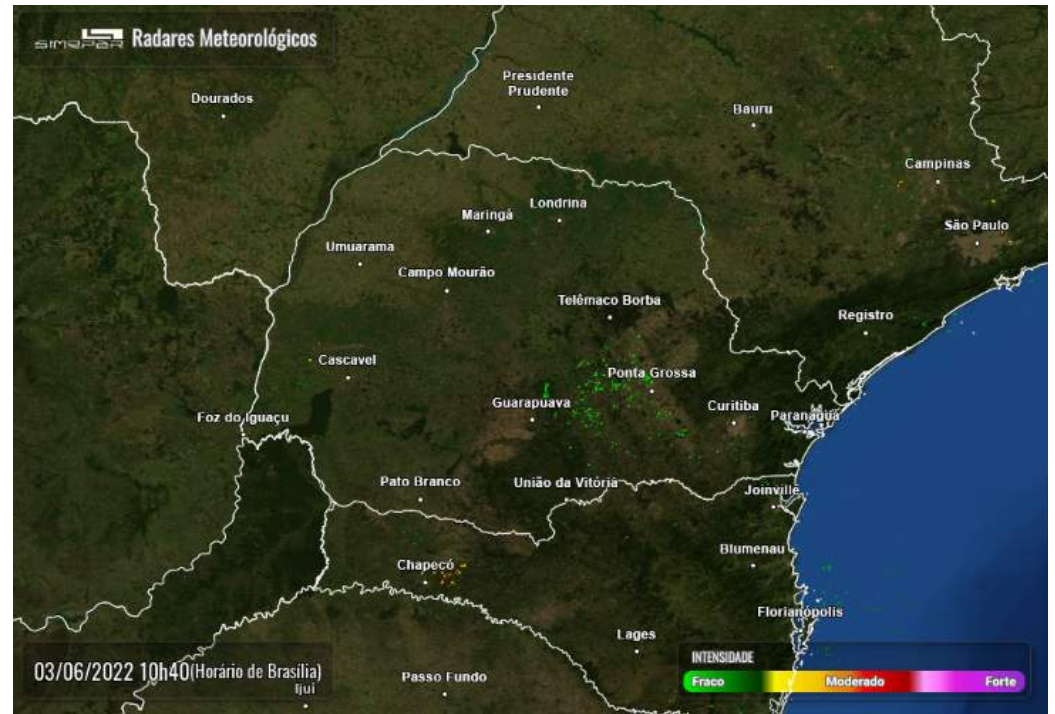 SIMEPAR Radares Meteorológicos
Presidente
Prudente
Dourados
Bauru
Campinas
Londrina
Maringá
São Paulo
Umuarama
Campo Mourão
Telêmaco Borba
Registro
Cascavel
Ponta Grossa
Guarapuava
Curitiba
Paranaguá
Foz do Iguaçu
Pato Branco
União da Vitória
Joinville
Blumenau
Chapecó
Florianópolis
Lages
INTENSIDADE
03/06/2022 10h40(Horário de Brasília)
Passo Fundo
Fraco Moderado Forte
Ijuí